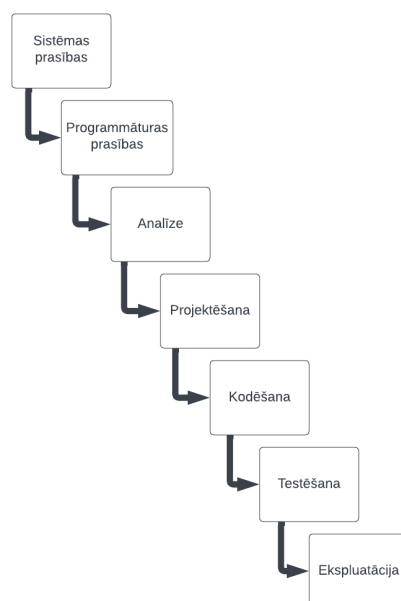 Sistēmas
prasības
Programmāturas
prasības
Analīze
Projektēšana
Kodēšana
Testēšana
Ekspluatācija